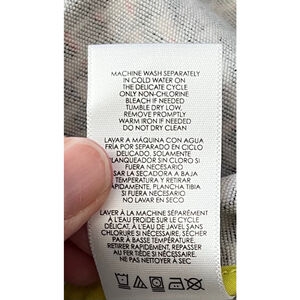 MACHINE WASH SEPARATELY
IN COLD WATER ON
THE DELICATE CYCLE
ONLY NON-CHLORINE
BLEACH IF NEEDED
TUMBLE DRY LOW,
REMOVE PROMPTLY
WARM IRON IF NEEDED
DO NOT DRY CLEAN
LAVAR A MÁQUINA CON AGUA
FRÍA POR SEPARADO EN CICLO
DELICADO. SOLAMENTE
LANQUEADOR SIN CLORO SI
FUERA NECESARIO
SAR LA SECADORA A BAJA
TEMPERATURA Y RETIRAR
RÁPIDAMENTE, PLANCHA TIBIA
SI FUERA NECESARIO
NO LAVAR EN SECO
LAVER À LA MACHINE SÉPARÉMENT
À L'EAU FROIDE SUR LE CYCLE
DÉLICAT, À L'EAU DE JAVEL SANS
CHLORURE SI NÉCESSAIRE, SÉCHER
PAR À BASSE TEMPÉRATURE.
RETIRER RAPIDEMENT, REPASSER
AU FER TIÈDE SI NÉCESSAIRE,
NE PAS NETTOYER À SEC